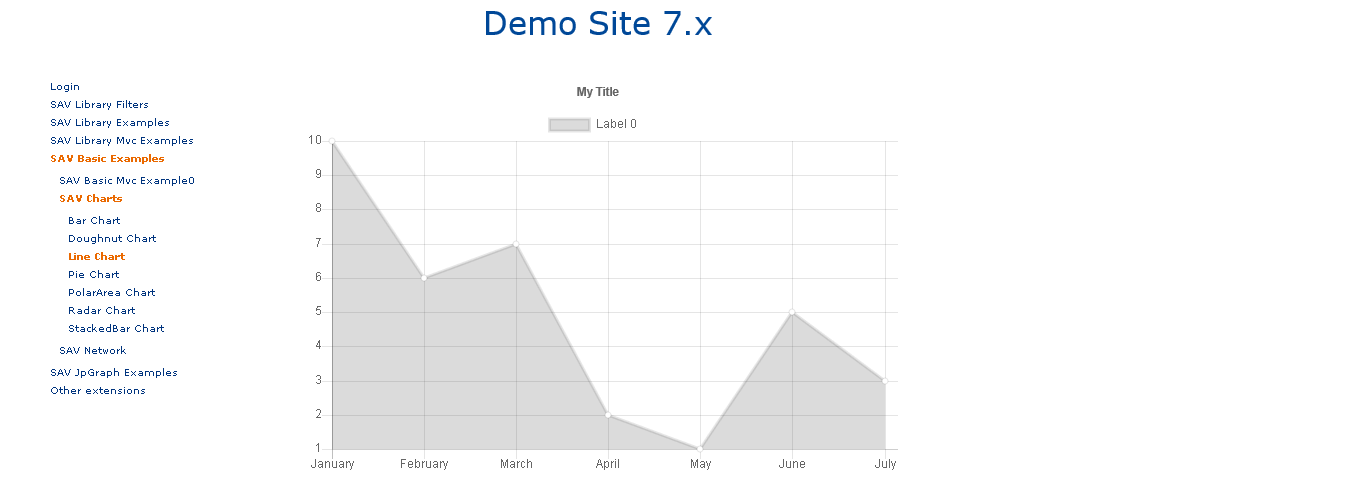 Demo Site 7.x
Login
SAV Library Filters
SAV Library Examples
SAV Library Mvc Examples
SAV Basic Examples
SAV Basic Mvc Example0
SAV Charts
Bar Chart
Doughnut Chart
Line Chart
Pie Chart
PolarArea Chart
Radar Chart
StackedBar Chart
SAV Network
SAV JpGraph Examples
Other extensions
My Title
Label 0
10
9
8
7
6
5
4
3
2
1
January February March April May June July